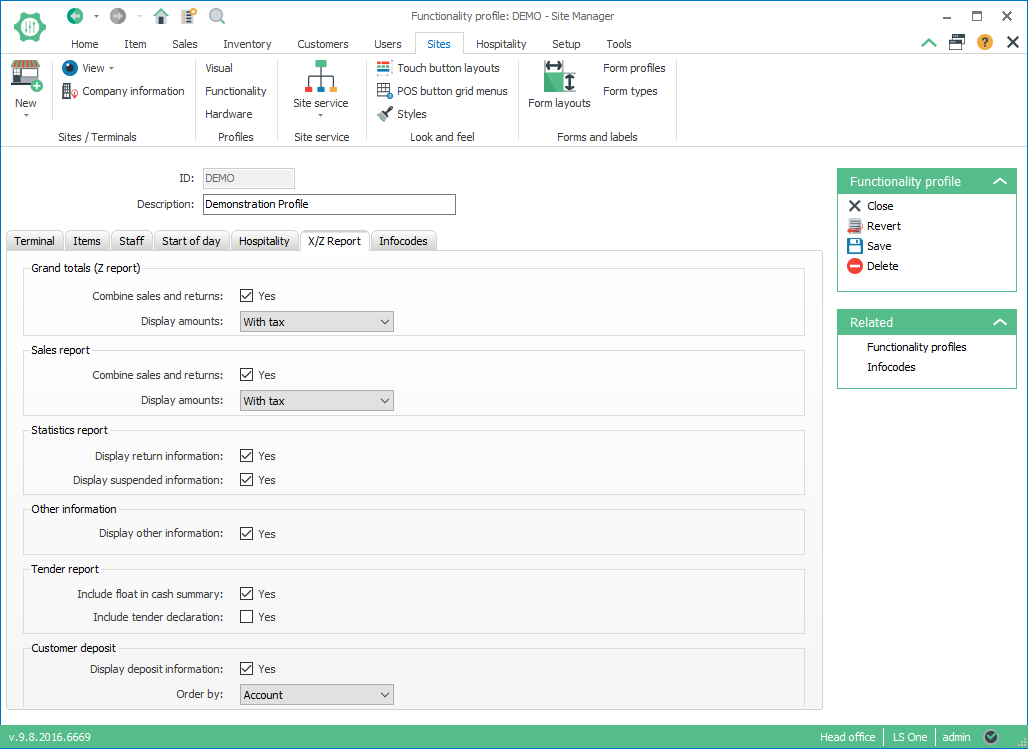 Functionality profile: DEMO - Site Manager
Home Item Sales Inventory Customers Users Sites Hospitality Setup Tools
?
New
View
Company information
Sites / Terminals
Visual
Functionality
Hardware
Profiles
Site service
Site service
Touch button layouts
POS button grid menus
Styles
Look and feel
Form layouts
Form profiles
Form types
Forms and labels
ID: DEMO
Description: Demonstration Profile
Terminal Items Staff Start of day Hospitality X/Z Report Infocodes
Grand totals (Z report)
Combine sales and returns: Yes
Display amounts: With tax
Sales report
Combine sales and returns: Yes
Display amounts: With tax
Statistics report
Display return information: Yes
Display suspended information: Yes
Other information
Display other information: Yes
Tender report
Include float in cash summary: Yes
Include tender declaration: Yes
Customer deposit
Display deposit information: Yes
Order by: Account
Functionality profile
Close
Revert
Save
Delete
Related
Functionality profiles
Infocodes
v.9.8.2016.6669
Head office LS One admin